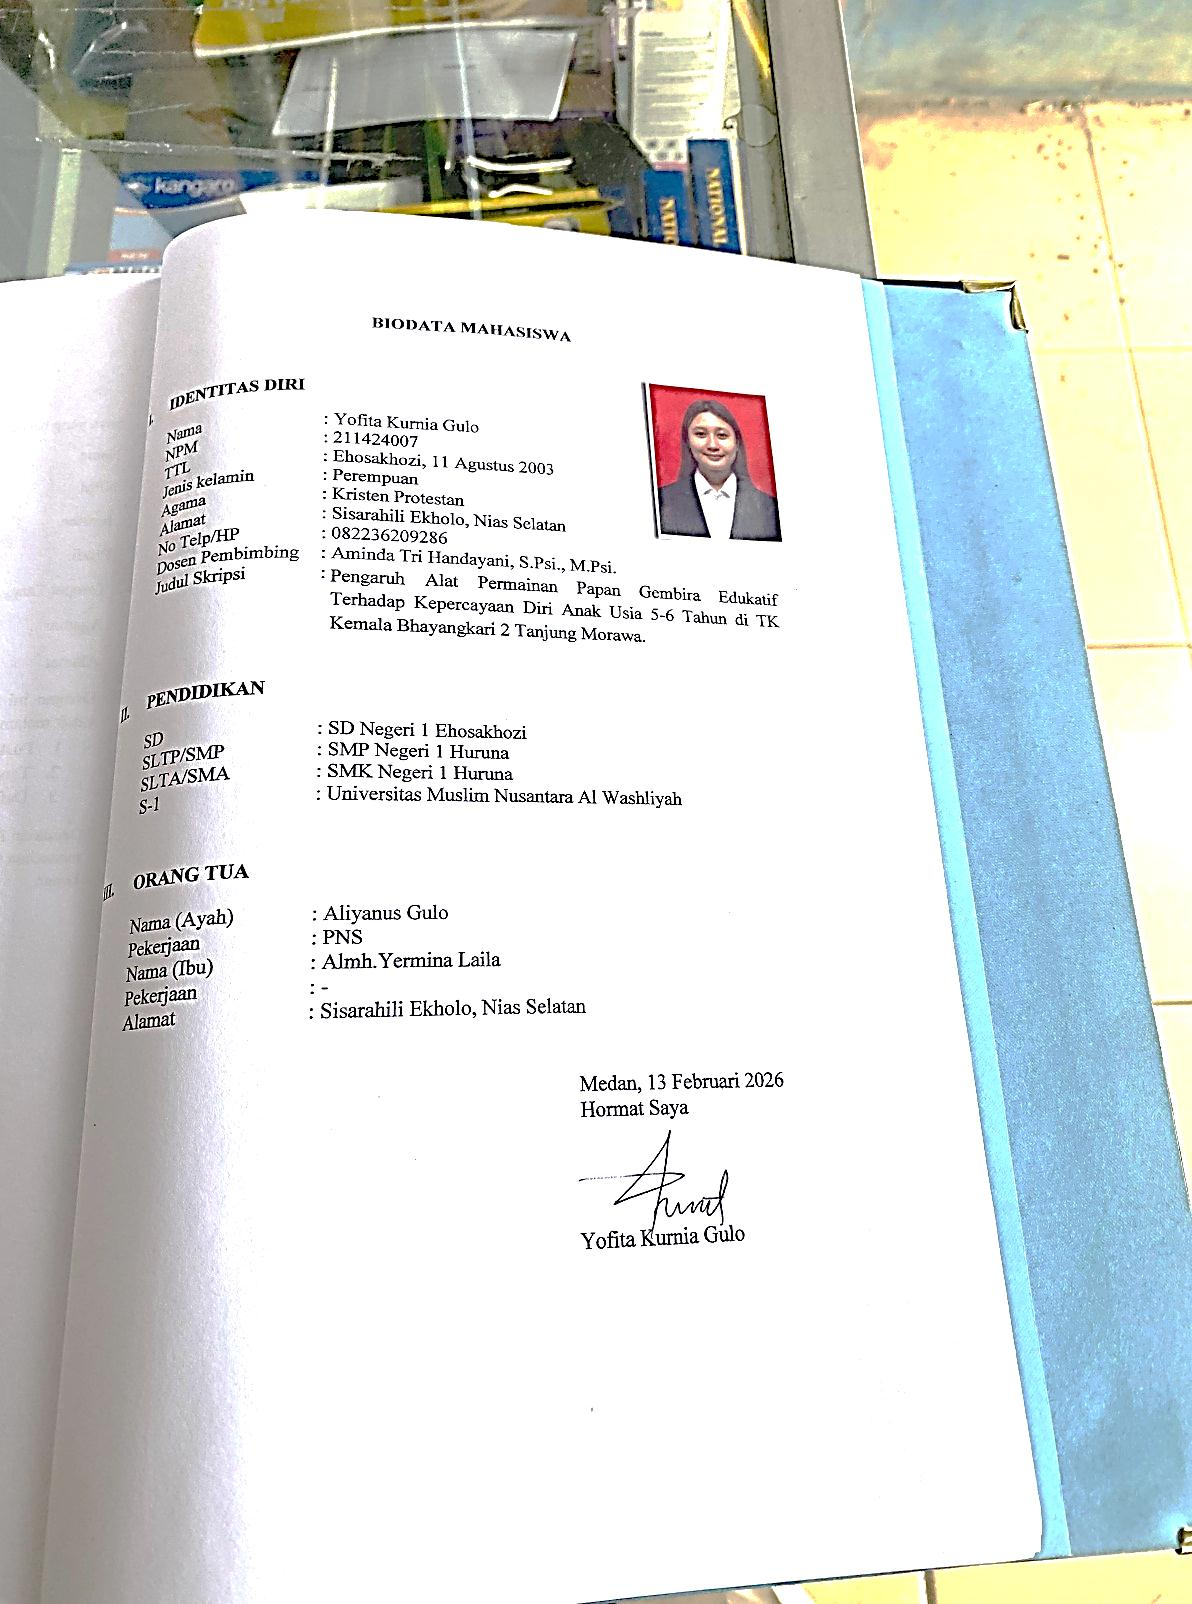 kangaro
NATIONAL
BIODATA MAHASISWA
I. IDENTITAS DIRI
Nama : Yofita Kurnia Gulo
NPM : 211424007
TTL : Ehosakhozi, 11 Agustus 2003
Jenis kelamin : Perempuan
Agama : Kristen Protestan
Alamat : Sisarahili Ekholo, Nias Selatan
No Telp/HP : 082236209286
Dosen Pembimbing : Aminda Tri Handayani, S.Psi., M.Psi.
Judul Skripsi : Pengaruh Alat Permainan Papan Gembira Edukatif
Terhadap Kepercayaan Diri Anak Usia 5-6 Tahun di TK
Kemala Bhayangkari 2 Tanjung Morawa.
II. PENDIDIKAN
SD : SD Negeri 1 Ehosakhozi
SLTP/SMP : SMP Negeri 1 Huruna
SLTA/SMA : SMK Negeri 1 Huruna
S-1 : Universitas Muslim Nusantara Al Washliyah
III. ORANG TUA
Nama (Ayah) : Aliyanus Gulo
Pekerjaan : PNS
Nama (Ibu) : Almh.Yermina Laila
Pekerjaan : -
Alamat : Sisarahili Ekholo, Nias Selatan
Medan, 13 Februari 2026
Hormat Saya
Yofita Kurnia Gulo